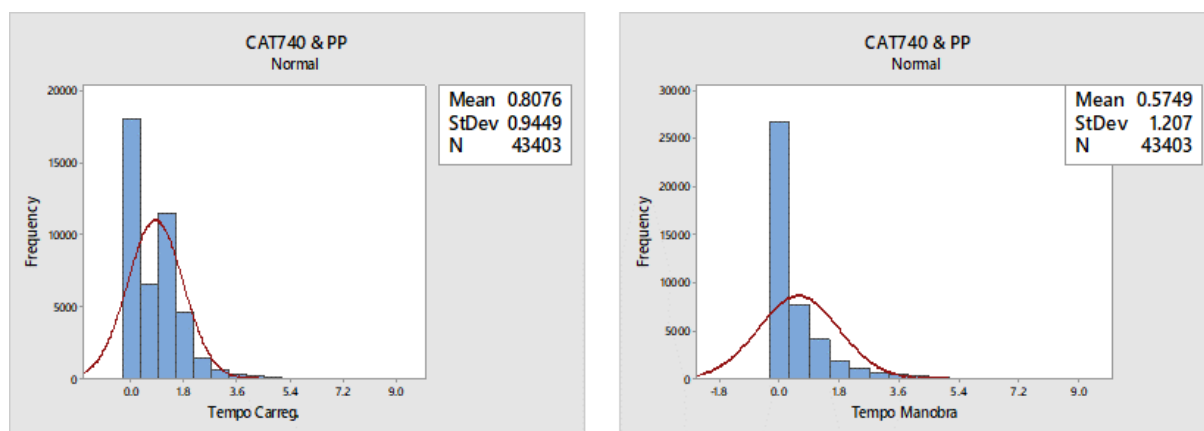 CAT740 & PP
Normal
20000
15000
10000
5000
0
Frequency
0.0 1.8 3.6 5.4 7.2 9.0
Tempo Carreg.
Mean 0.8076
StDev 0.9449
N 43403
CAT740 & PP
Normal
30000
25000
20000
15000
10000
5000
0
Frequency
-1.8 0.0 1.8 3.6 5.4 7.2 9.0
Tempo Manobra
Mean 0.5749
StDev 1.207
N 43403